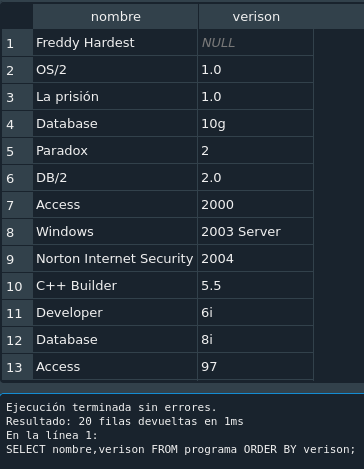 nombre verison
1 Freddy Hardest NULL
2 OS/2 1.0
3 La prisión 1.0
4 Database 10g
5 Paradox 2
6 DB/2 2.0
7 Access 2000
8 Windows 2003 Server
9 Norton Internet Security 2004
10 C++ Builder 5.5
11 Developer 6i
12 Database 8i
13 Access 97
Ejecución terminada sin errores.
Resultado: 20 filas devueltas en 1ms
En la línea 1:
SELECT nombre,verison FROM programa ORDER BY verison;